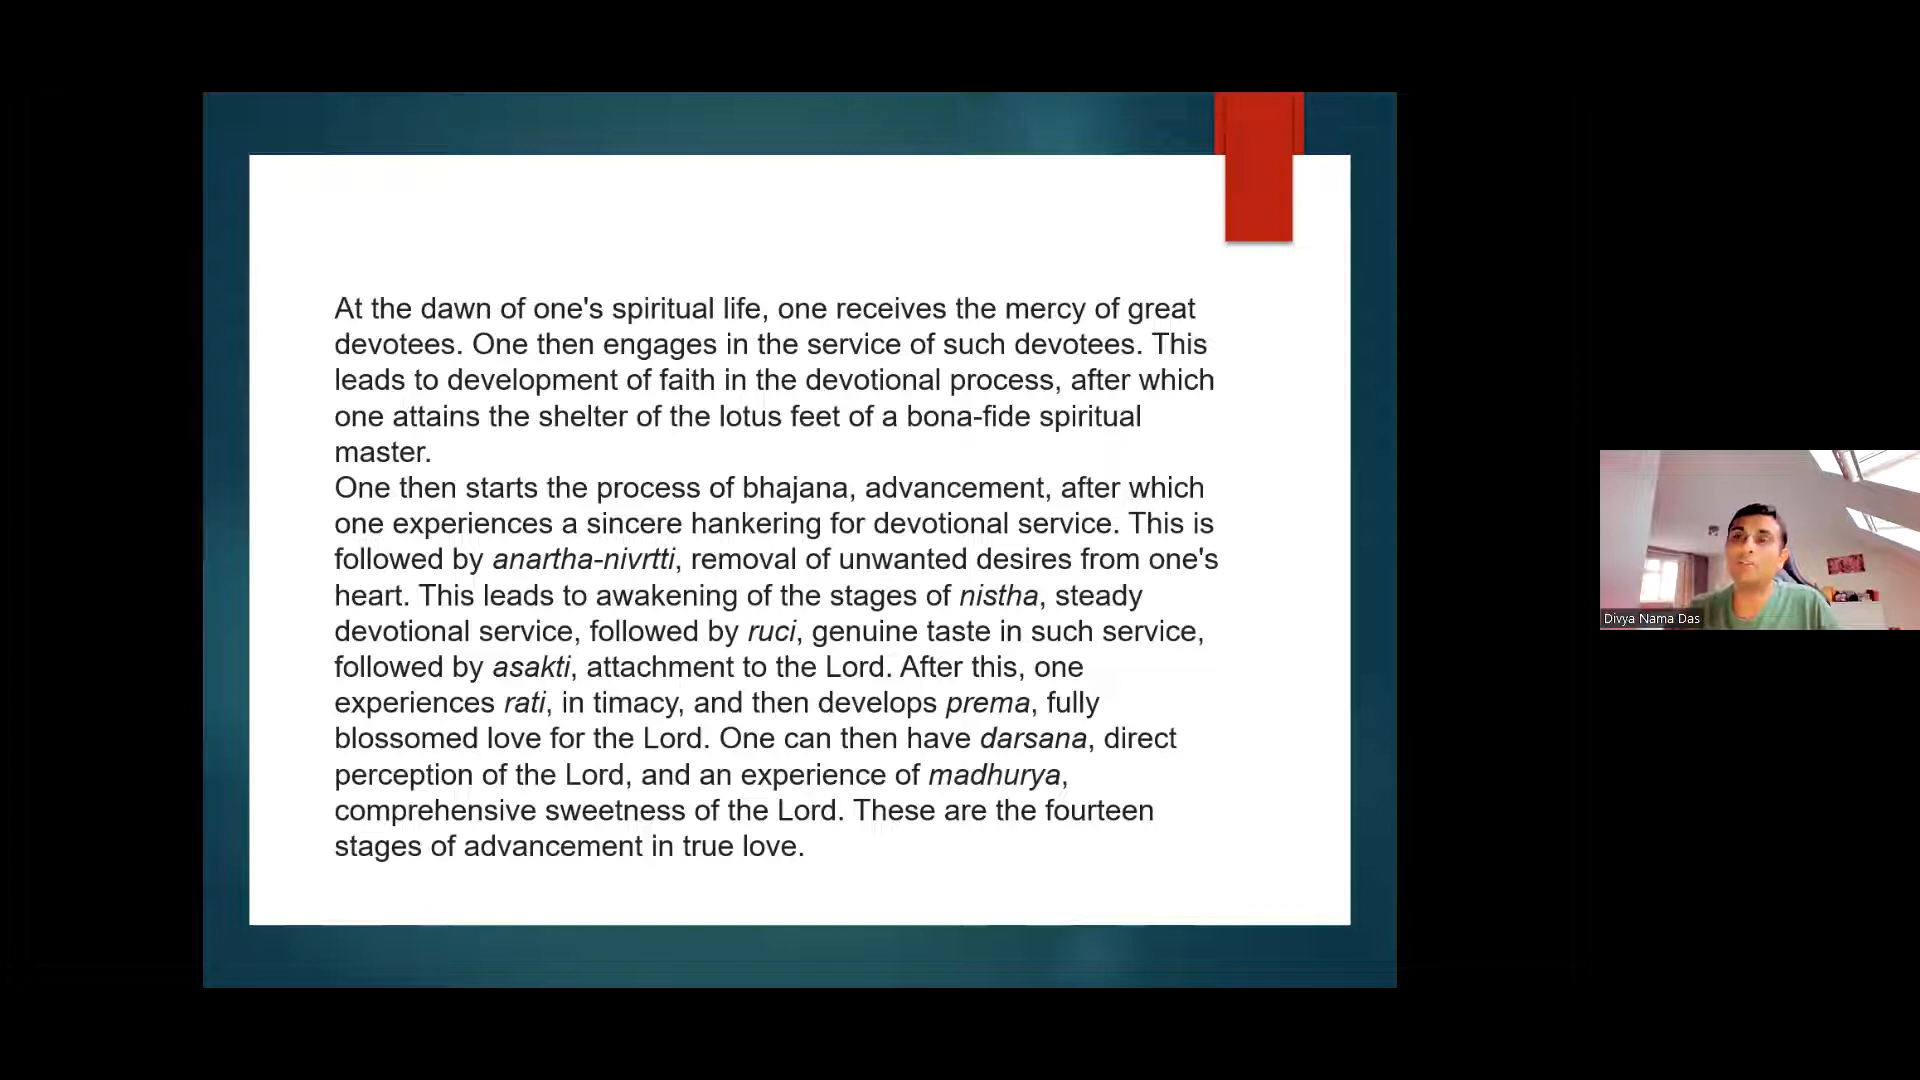 At the dawn of one's spiritual life, one receives the mercy of great
devotees. One then engages in the service of such devotees. This
leads to development of faith in the devotional process, after which
one attains the shelter of the lotus feet of a bona-fide spiritual
master.
One then starts the process of bhajana, advancement, after which
one experiences a sincere hankering for devotional service. This is
followed by anartha-nivrtti, removal of unwanted desires from one's
heart. This leads to awakening of the stages of nistha, steady
devotional service, followed by ruci, genuine taste in such service,
followed by asakti, attachment to the Lord. After this, one
experiences rati, in timacy, and then develops prema, fully
blossomed love for the Lord. One can then have darsana, direct
perception of the Lord, and an experience of madhurya,
comprehensive sweetness of the Lord. These are the fourteen
stages of advancement in true love.
Divya Nama Das